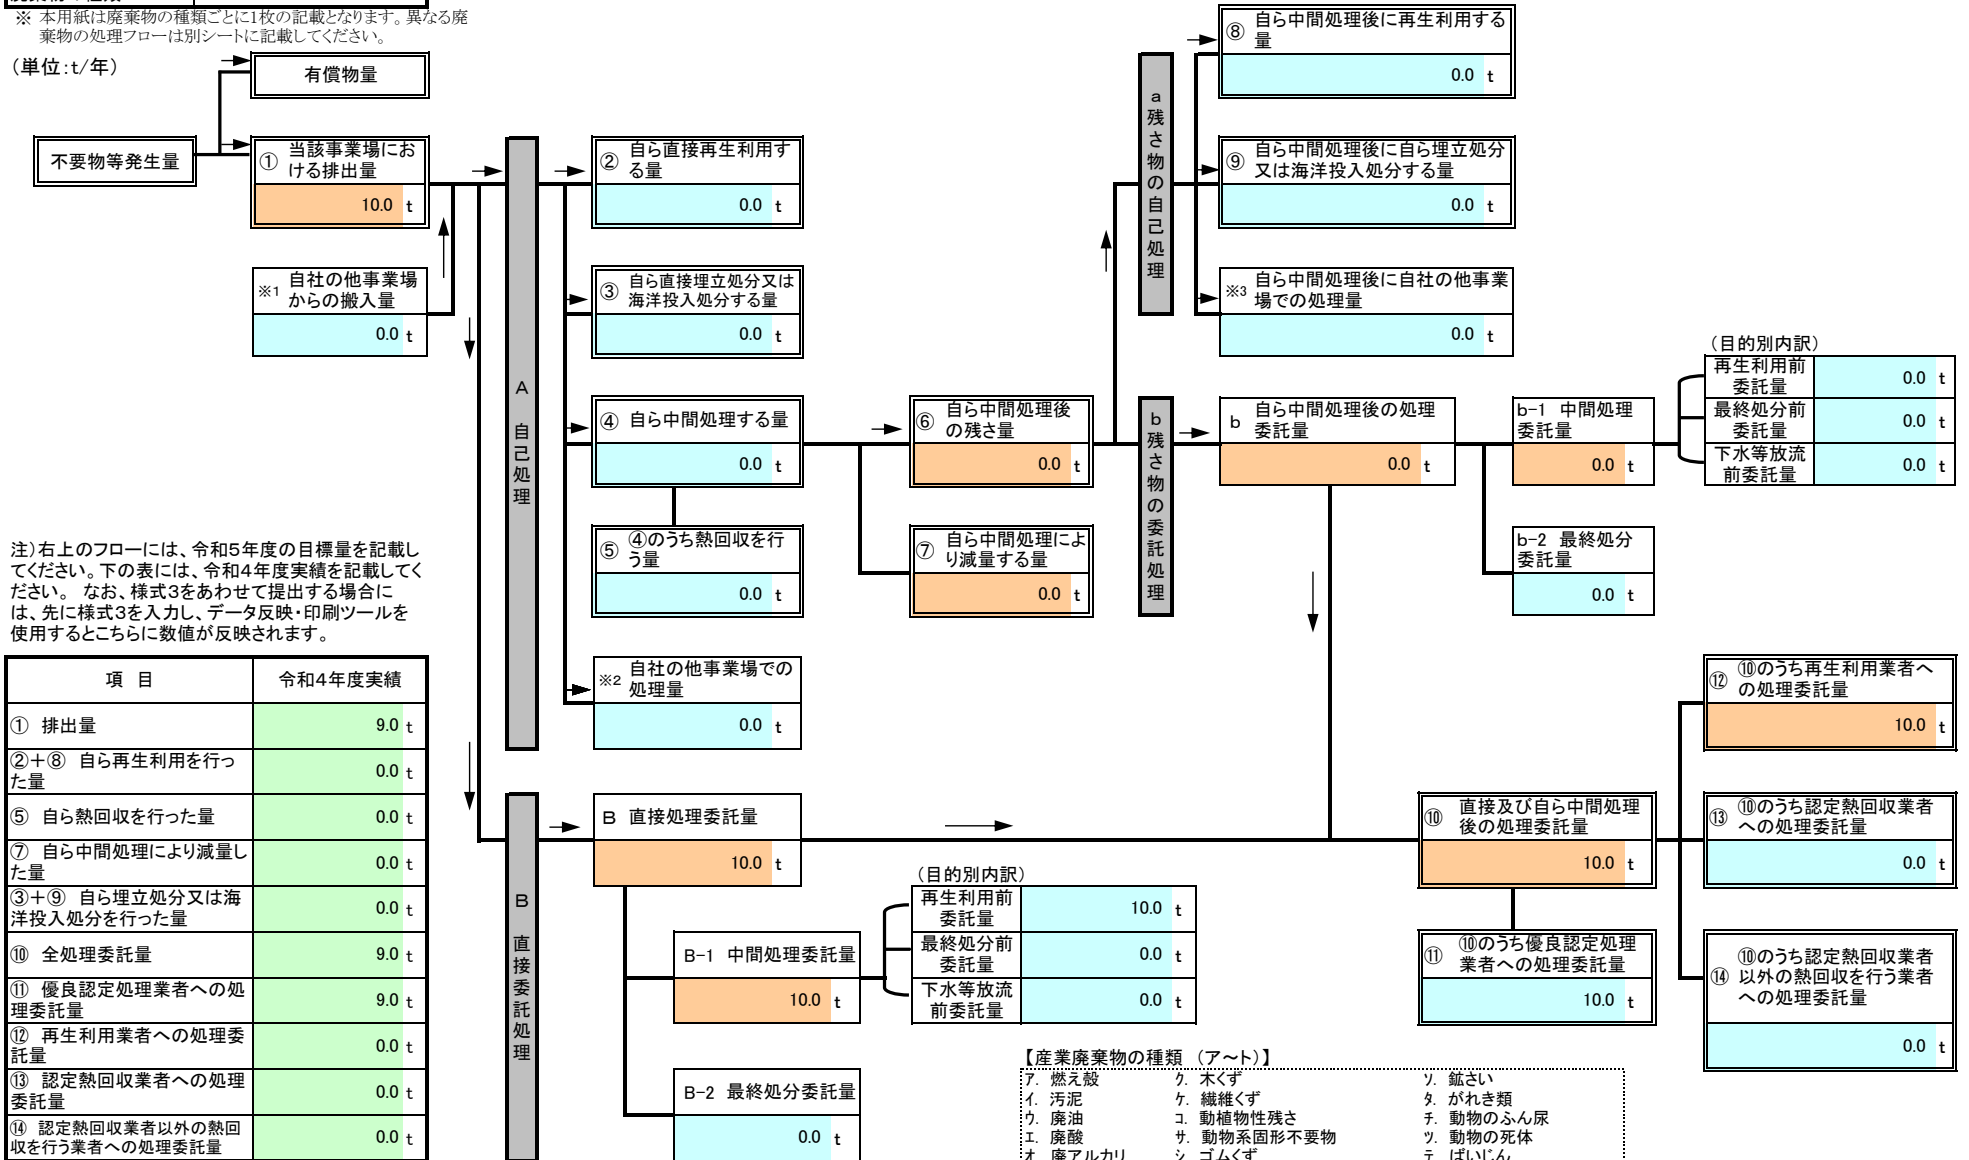 ※ 本用紙は廃棄物の種類ごとに1枚の記載となります。異なる廃
棄物の処理フローは別シートに記載してください。
（単位：t/年）
有償物量
不要物等発生量
① 当該事業場にお
ける排出量
10.0 t
※1 自社の他事業場
からの搬入量
0.0 t
A 自己処理
② 自ら直接再生利用す
る量
0.0 t
③ 自ら直接埋立処分又は
海洋投入処分する量
0.0 t
④ 自ら中間処理する量
0.0 t
⑤ ④のうち熱回収を行
う量
0.0 t
※2 自社の他事業場での
処理量
0.0 t
⑥ 自ら中間処理後
の残さ量
0.0 t
⑦ 自ら中間処理によ
り減量する量
0.0 t
a 残さ物の自己処理
⑧ 自ら中間処理後に再生利用する
量
0.0 t
⑨ 自ら中間処理後に自ら埋立処分
又は海洋投入処分する量
0.0 t
※3 自ら中間処理後に自社の他事業
場での処理量
0.0 t
b 残さ物の委託処理
b 自ら中間処理後の処理
委託量
0.0 t
b-1 中間処理
委託量
0.0 t
（目的別内訳）
再生利用前
委託量
0.0 t
最終処分前
委託量
0.0 t
下水等放流
前委託量
0.0 t
b-2 最終処分
委託量
0.0 t
注）右上のフローには、令和5年度の目標量を記載し
てください。下の表には、令和4年度実績を記載してく
ださい。 なお、様式3をあわせて提出する場合に
は、先に様式3を入力し、データ反映・印刷ツールを
使用するとこちらに数値が反映されます。
項 目 令和4年度実績
① 排出量 9.0 t
②＋⑧ 自ら再生利用を行っ
た量 0.0 t
⑤ 自ら熱回収を行った量 0.0 t
⑦ 自ら中間処理により減量し
た量 0.0 t
③＋⑨ 自ら埋立処分又は海
洋投入処分を行った量 0.0 t
⑩ 全処理委託量 9.0 t
⑪ 優良認定処理業者への処
理委託量 9.0 t
⑫ 再生利用業者への処理委
託量 0.0 t
⑬ 認定熱回収業者への処理
委託量 0.0 t
⑭ 認定熱回収業者以外の熱回
収を行う業者への処理委託量 0.0 t
B 直接委託処理
B 直接処理委託量
10.0 t
B-1 中間処理委託量
10.0 t
（目的別内訳）
再生利用前
委託量
10.0 t
最終処分前
委託量
0.0 t
下水等放流
前委託量
0.0 t
B-2 最終処分委託量
0.0 t
⑩ 直接及び自ら中間処理
後の処理委託量
10.0 t
⑪ ⑩のうち優良認定処理
業者への処理委託量
10.0 t
⑫ ⑩のうち再生利用業者へ
の処理委託量
10.0 t
⑬ ⑩のうち認定熱回収業者
への処理委託量
0.0 t
⑭ ⑩のうち認定熱回収業者
以外の熱回収を行う業者
への処理委託量
0.0 t
【産業廃棄物の種類 （ア～ト）】
ア. 燃え殻 ク. 木くず ソ. 鉱さい
イ. 汚泥 ケ. 繊維くず タ. がれき類
ウ. 廃油 コ. 動植物性残さ チ. 動物のふん尿
エ. 廃酸 サ. 動物系固形不要物 ツ. 動物の死体
オ. 廃アルカリ シ. ゴムくず テ. ばいじん